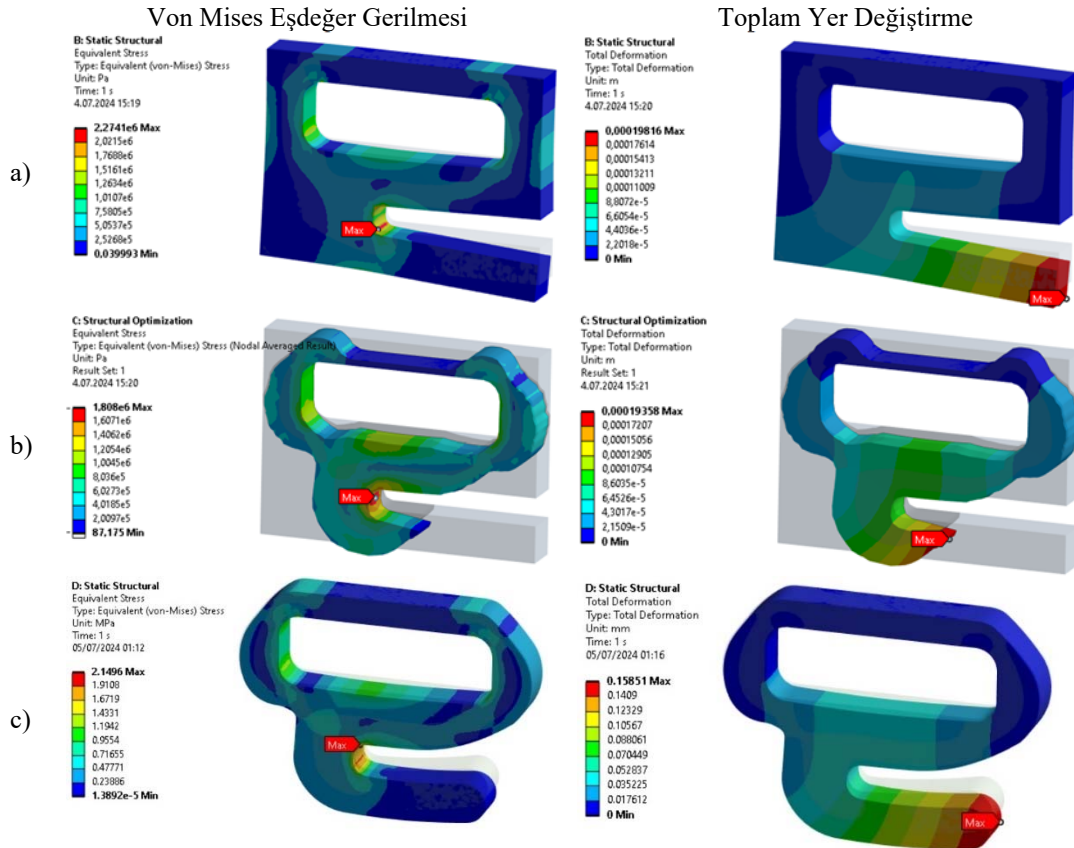 Von Mises Eşdeğer Gerilmesi
Toplam Yer Değiştirme
a)
B: Static Structural
Equivalent Stress
Type: Equivalent (von-Mises) Stress
Unit: Pa
Time: 1 s
4.07.2024 15:19
2,2741e6 Max
2,0215e6
1,7688e6
1,5161e6
1,2634e6
1,0107e6
7,5805e5
5,0537e5
2,5268e5
0,039993 Min
Max
B: Static Structural
Total Deformation
Type: Total Deformation
Unit: m
Time: 1 s
4.07.2024 15:20
0,00019816 Max
0,00017614
0,00015413
0,00013211
0,00011009
8,8072e-5
6,6054e-5
4,4036e-5
2,2018e-5
0 Min
Max
b)
C: Structural Optimization
Equivalent Stress
Type: Equivalent (von-Mises) Stress (Nodal Averaged Result)
Unit: Pa
Result Set: 1
4.07.2024 15:20
1,808e6 Max
1,6071e6
1,4062e6
1,2054e6
1,0045e6
8,036e5
6,0273e5
4,0185e5
2,0097e5
87,175 Min
Max
C: Structural Optimization
Total Deformation
Type: Total Deformation
Unit: m
Result Set: 1
4.07.2024 15:21
0,00019358 Max
0,00017207
0,00015056
0,00012905
0,00010754
8,6035e-5
6,4526e-5
4,3017e-5
2,1509e-5
0 Min
Max
c)
D: Static Structural
Equivalent Stress
Type: Equivalent (von-Mises) Stress
Unit: MPa
Time: 1 s
05/07/2024 01:12
2.1496 Max
1.9108
1.6719
1.4331
1.1942
0.9554
0.71655
0.47771
0.23886
1.3892e-5 Min
Max
D: Static Structural
Total Deformation
Type: Total Deformation
Unit: mm
Time: 1 s
05/07/2024 01:16
0.15851 Max
0.1409
0.12329
0.10567
0.088061
0.070449
0.052837
0.035225
0.017612
0 Min
Max